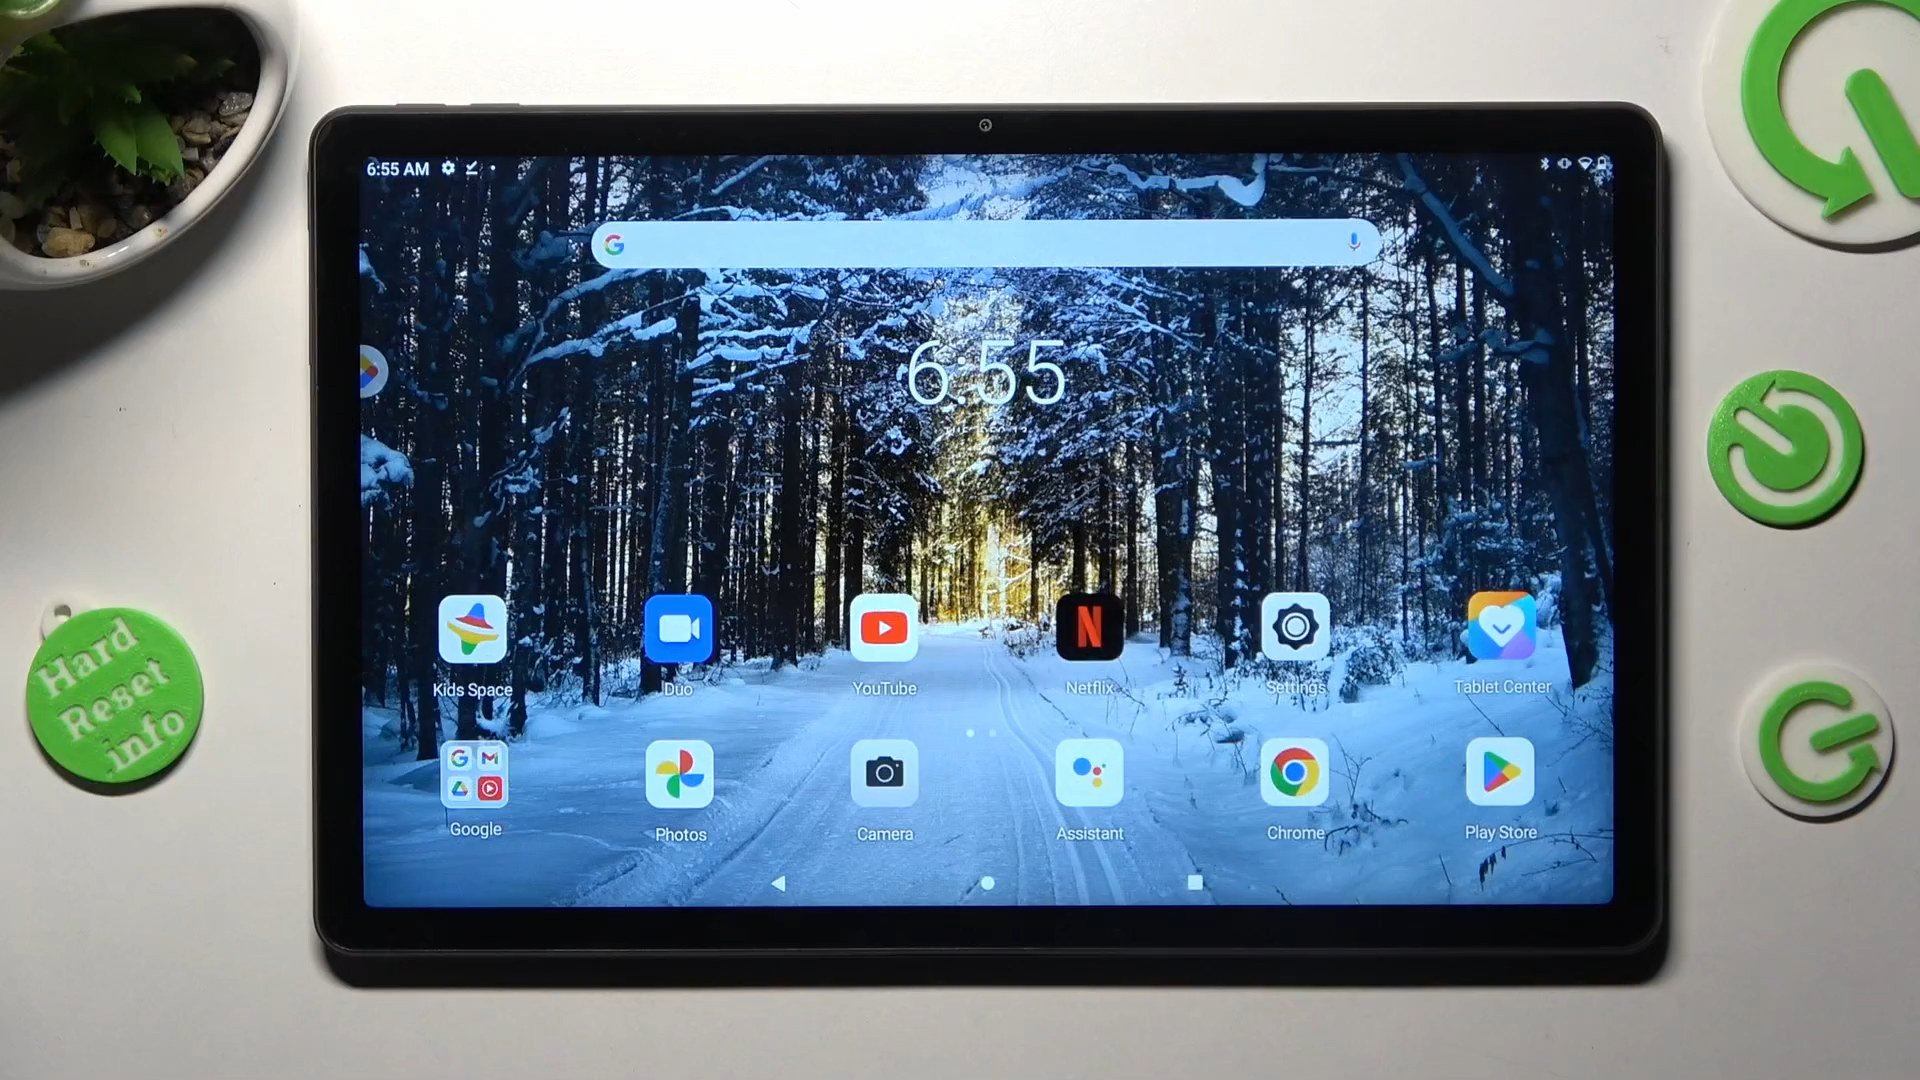 6:55 AM
6:55
Kids Space
Duo
YouTube
N
Netflix
Settings
Tablet Center
Google
Photos
Camera
Assistant
Chrome
Play Store
Hard
Reset
info